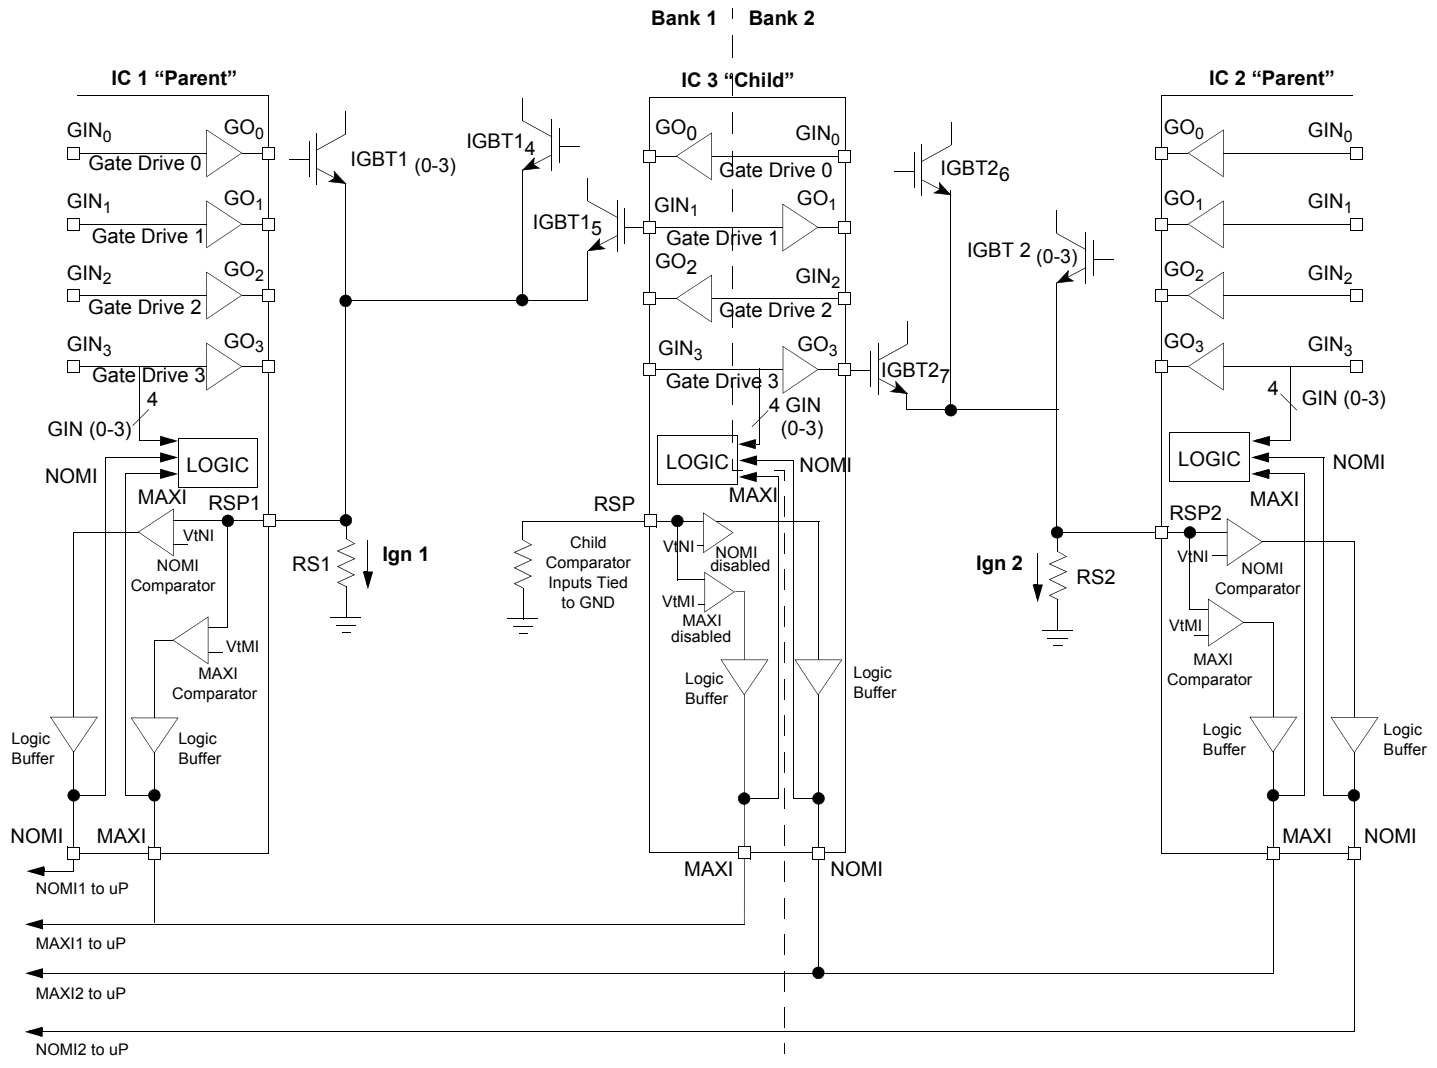 Bank 1 Bank 2
IC 1 “Parent”
GIN0 GO0
Gate Drive 0
GIN1 GO1
Gate Drive 1
GIN2 GO2
Gate Drive 2
GIN3 GO3
Gate Drive 3
4
GIN (0-3)
LOGIC
NOMI
MAXI
RSP1
VtNI
NOMI
Comparator
VtMI
MAXI
Comparator
Logic
Buffer
Logic
Buffer
NOMI MAXI
NOMI1 to uP
MAXI1 to uP
MAXI2 to uP
NOMI2 to uP
IGBT1 (0-3)
IGBT14
IGBT15
RS1
Ign 1
IC 3 “Child”
GO0 GIN0
Gate Drive 0
GIN1 GO1
Gate Drive 1
GO2 GIN2
Gate Drive 2
GIN3 GO3
Gate Drive 3
4 GIN
(0-3)
LOGIC
NOMI
MAXI
RSP
Child
Comparator
Inputs Tied
to GND
VtNI
NOMI
disabled
VtMI
MAXI
disabled
Logic
Buffer
Logic
Buffer
MAXI NOMI
IGBT26
IGBT27
IGBT 2 (0-3)
Ign 2
RS2
IC 2 “Parent”
GO0 GIN0
GO1 GIN1
GO2 GIN2
GO3 GIN3
4
GIN (0-3)
LOGIC
NOMI
MAXI
RSP2
VtNI
NOMI
Comparator
VtMI
MAXI
Comparator
Logic
Buffer
Logic
Buffer
MAXI NOMI